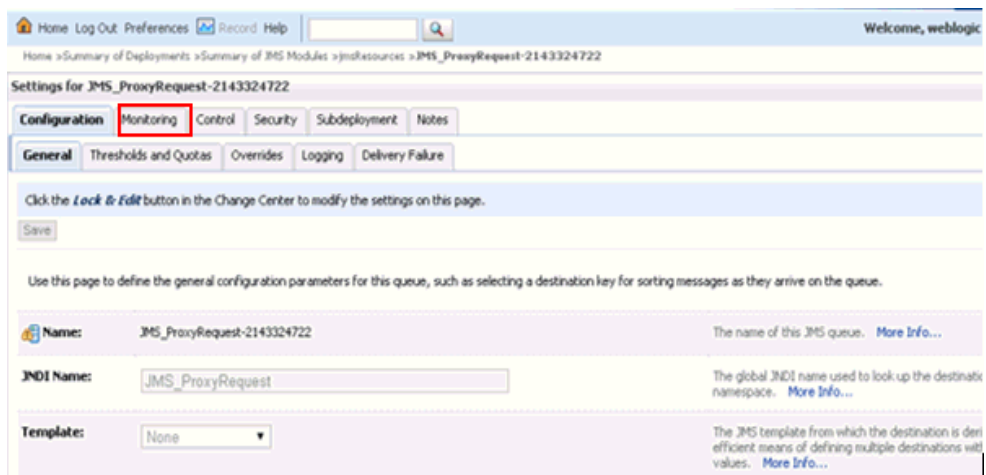 Home Log Out Preferences Record Help
Welcome, weblogic
Home >Summary of Deployments >Summary of JMS Modules >jmsResources >JMS_ProxyRequest-2143324722
Settings for JMS_ProxyRequest-2143324722
Configuration Monitoring Control Security Subdeployment Notes
General Thresholds and Quotas Overrides Logging Delivery Failure
Click the Lock & Edit button in the Change Center to modify the settings on this page.
Save
Use this page to define the general configuration parameters for this queue, such as selecting a destination key for sorting messages as they arrive on the queue.
Name: JMS_ProxyRequest-2143324722 The name of this JMS queue. More Info...
JNDI Name: JMS_ProxyRequest The global JNDI name used to look up the destinatio
namespace. More Info...
Template: None The JMS template from which the destination is deri
efficient means of defining multiple destinations wit
values. More Info...